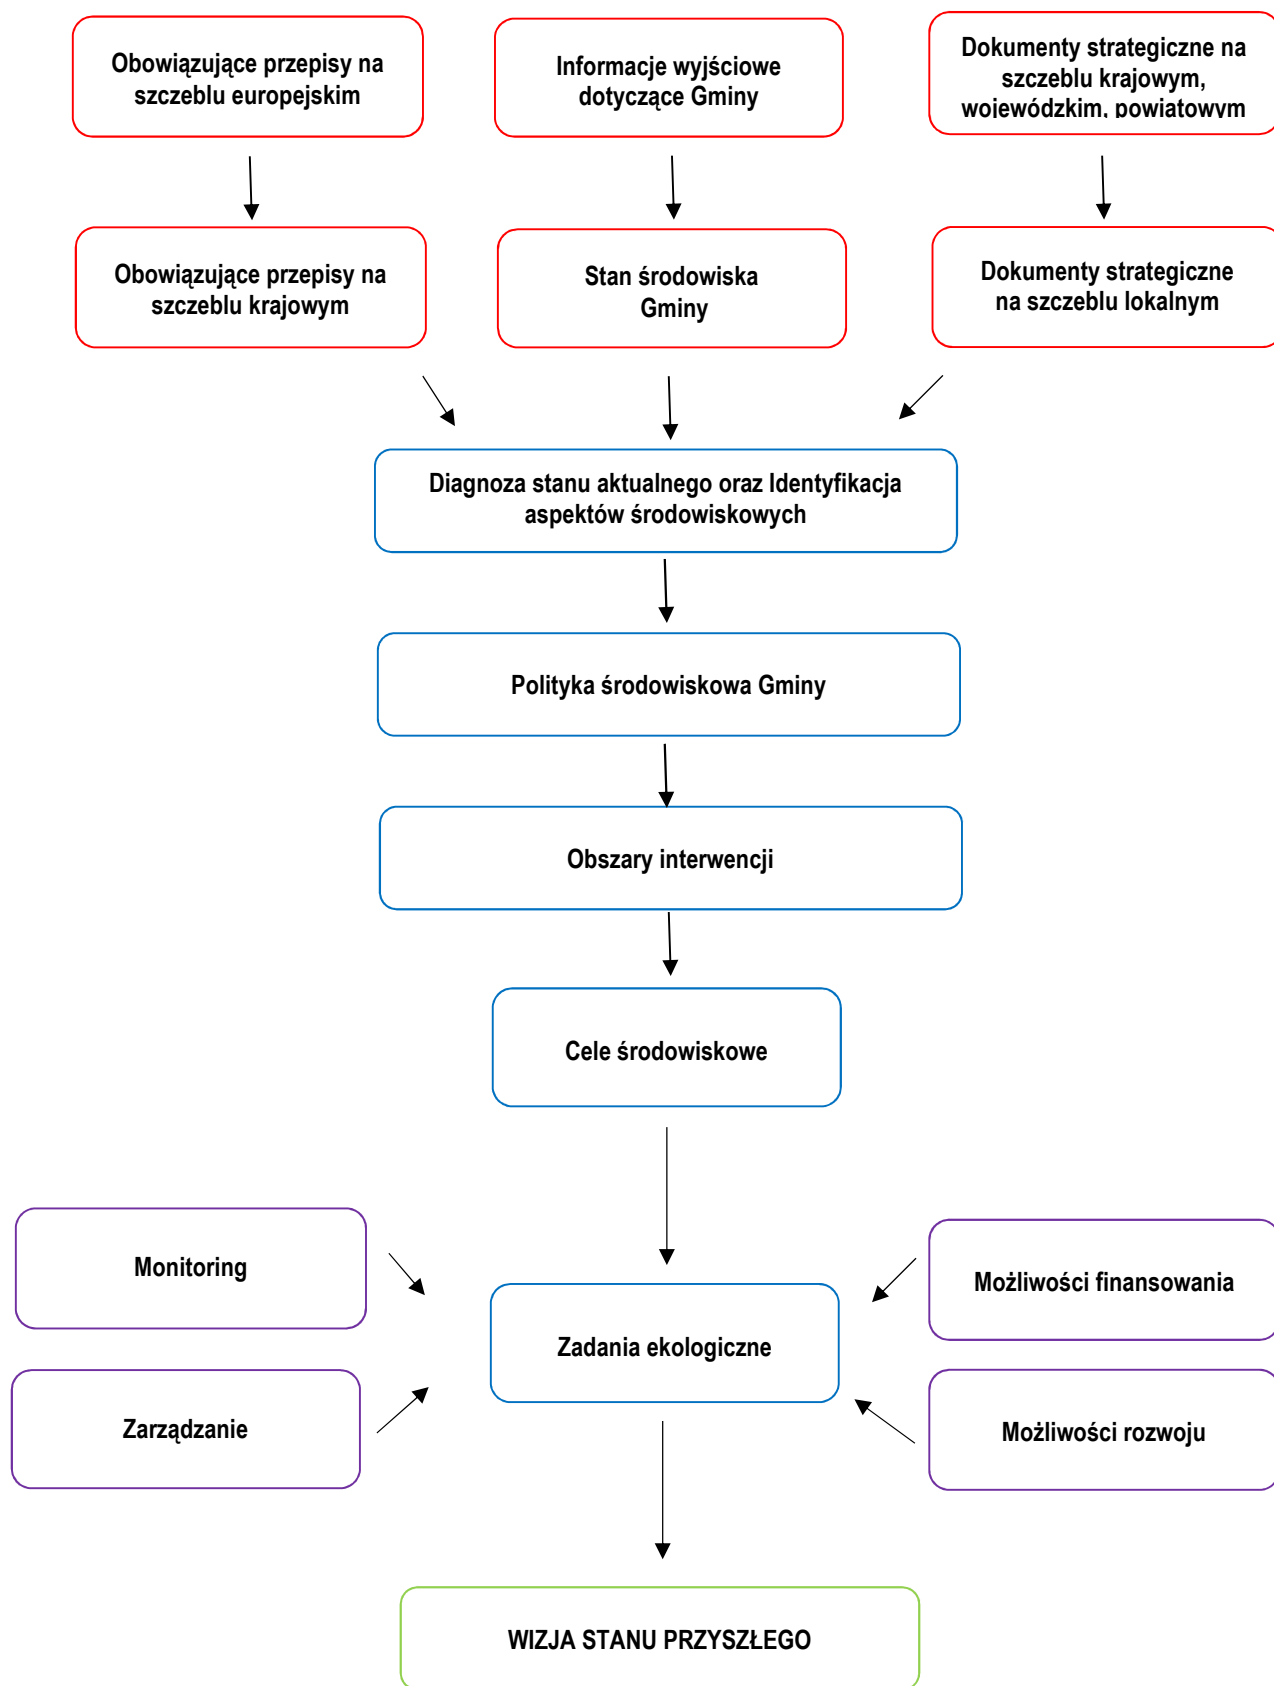 Obowiązujące przepisy na
szczeblu europejskim
Informacje wyjściowe
dotyczące Gminy
Dokumenty strategiczne na
szczeblu krajowym,
wojewódzkim, powiatowym
Obowiązujące przepisy na
szczeblu krajowym
Stan środowiska
Gminy
Dokumenty strategiczne
na szczeblu lokalnym
Diagnoza stanu aktualnego oraz Identyfikacja
aspektów środowiskowych
Polityka środowiskowa Gminy
Obszary interwencji
Cele środowiskowe
Monitoring
Możliwości finansowania
Zadania ekologiczne
Zarządzanie
Możliwości rozwoju
WIZJA STANU PRZYSZŁEGO